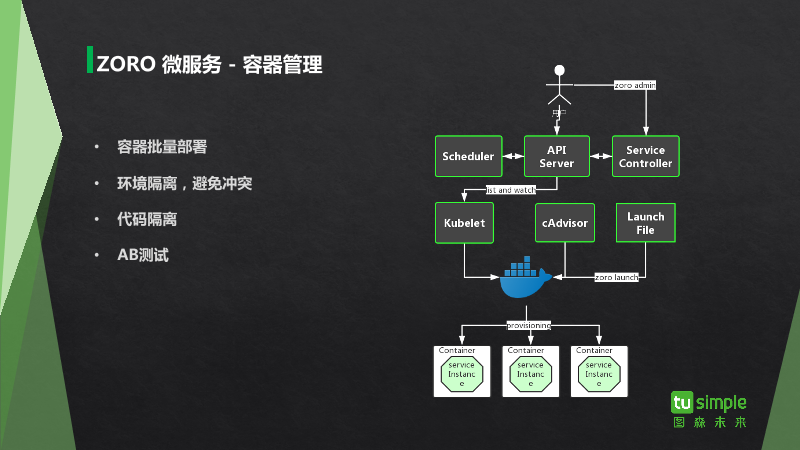 ZORO 微服务 - 容器管理
• 容器批量部署
• 环境隔离，避免冲突
• 代码隔离
• AB测试
zoro admin
用户
Scheduler
API
Server
Service
Controller
list and watch
Kubelet
cAdvisor
Launch
File
zoro launch
provisioning
Container
service
Instanc
e
Container
service
Instanc
e
Container
service
Instanc
e
tu simple
图森未来